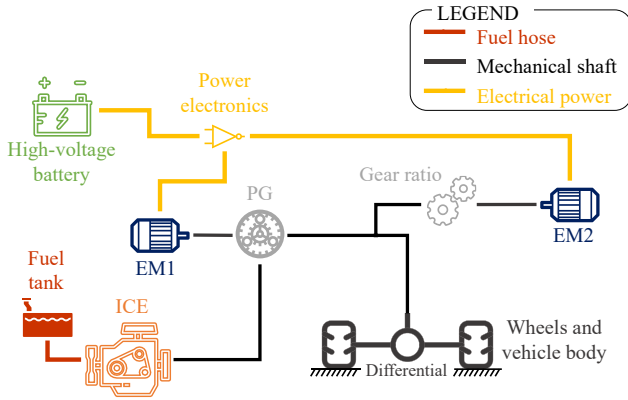 LEGEND
Fuel hose
Mechanical shaft
Electrical power
Power
electronics
High-voltage
battery
Gear ratio
PG
EM1
EM2
Fuel
tank
ICE
Wheels and
vehicle body
Differential